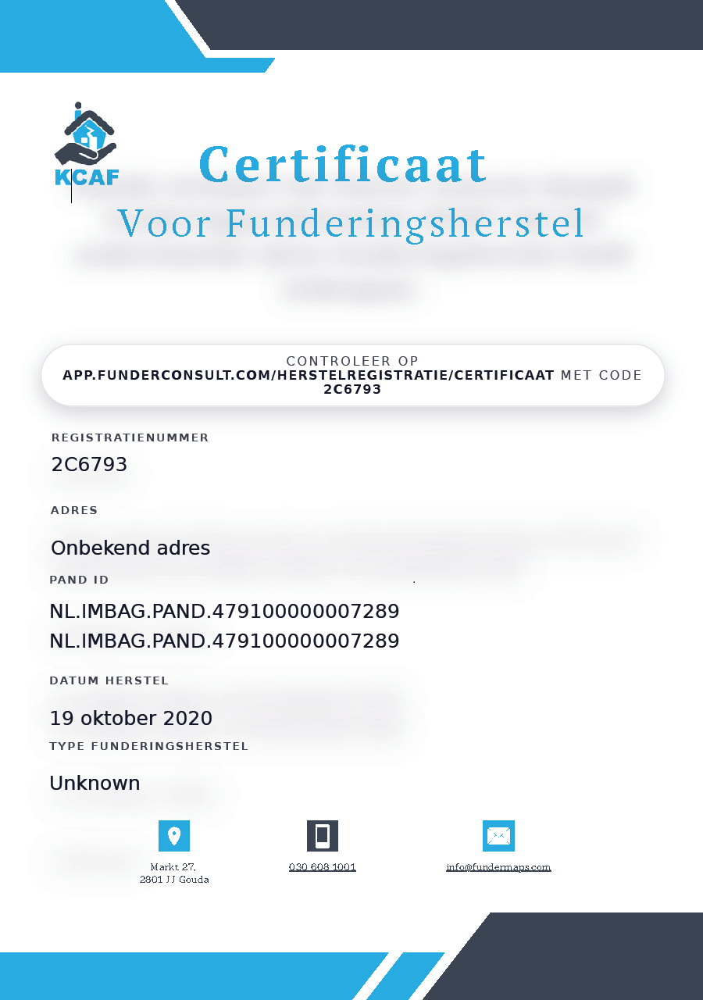 KCAF
Certificaat
Voor Funderingsherstel
CONTROLEER OP
APP.FUNDERCONSULT.COM/HERSTELREGISTRATIE/CERTIFICAAT MET CODE
2C6793
REGISTRATIENUMMER
2C6793
ADRES
Onbekend adres
PAND ID
NL.IMBAG.PAND.479100000007289
NL.IMBAG.PAND.479100000007289
DATUM HERSTEL
19 oktober 2020
TYPE FUNDERINGSHERSTEL
Unknown
Markt 27,
2801 JJ Gouda
030 608 1001
info@fundermaps.com